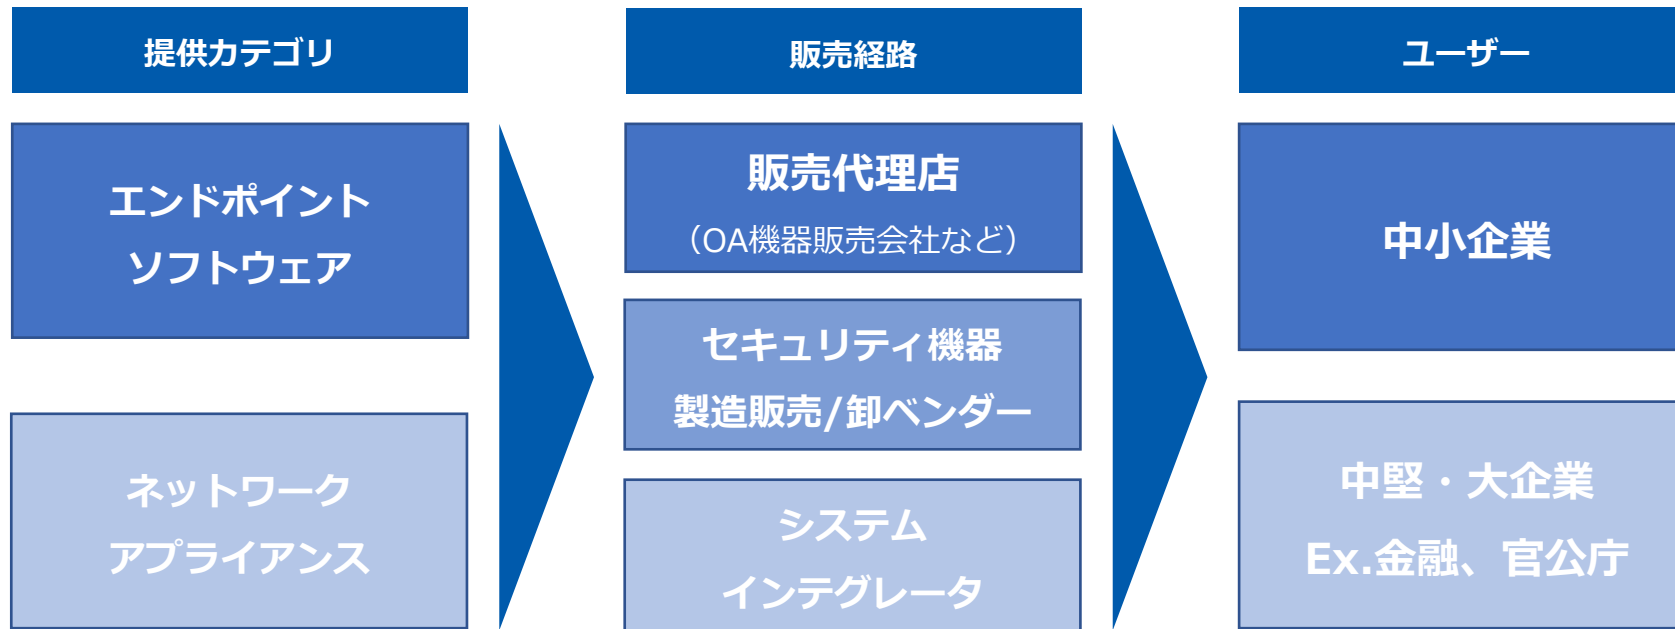 提供カテゴリ
エンドポイント
ソフトウェア
ネットワーク
アプライアンス
販売経路
販売代理店
（OA機器販売会社など）
セキュリティ機器
製造販売/卸ベンダー
システム
インテグレータ
ユーザー
中小企業
中堅・大企業
Ex.金融、官公庁